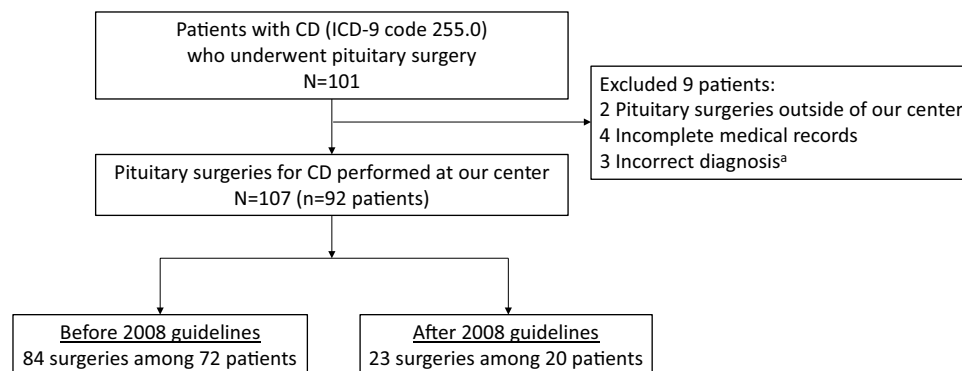 Patients with CD (ICD-9 code 255.0)
who underwent pituitary surgery
N=101
Excluded 9 patients:
2 Pituitary surgeries outside of our center
4 Incomplete medical records
3 Incorrect diagnosisᵃ
Pituitary surgeries for CD performed at our center
N=107 (n=92 patients)
Before 2008 guidelines
84 surgeries among 72 patients
After 2008 guidelines
23 surgeries among 20 patients